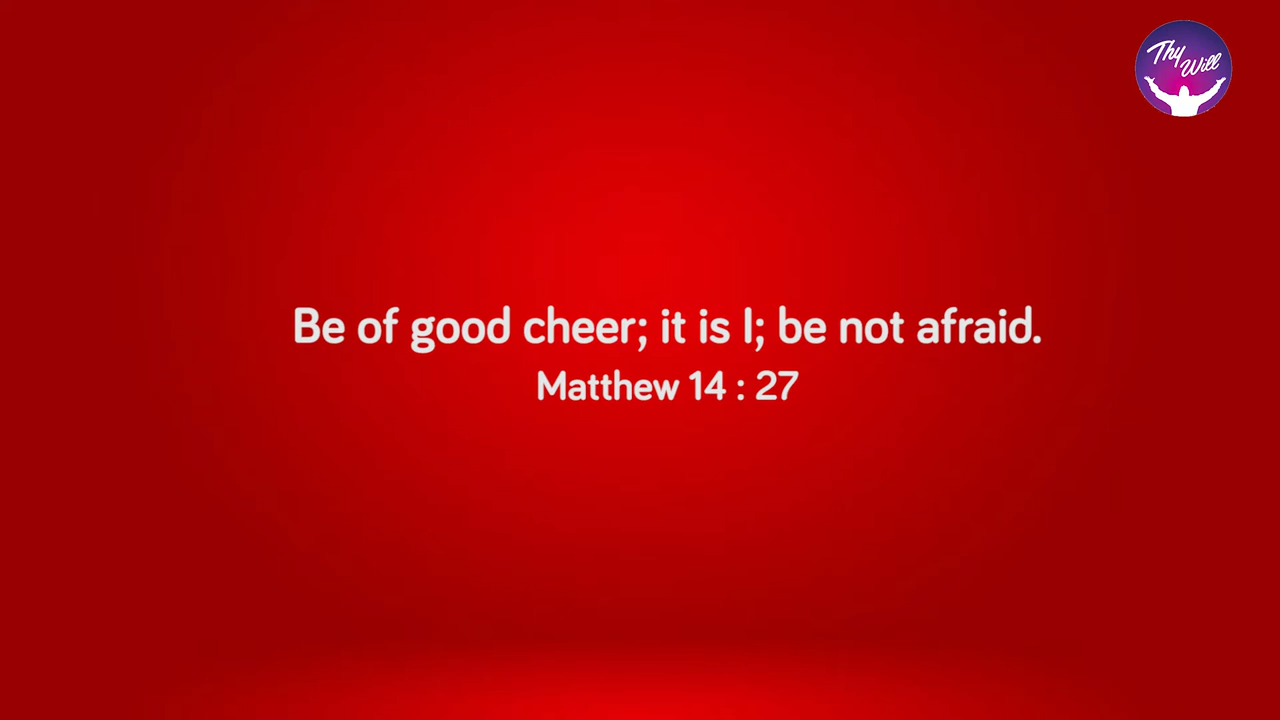 Thy
Will
Be of good cheer; it is I; be not afraid.
Matthew 14 : 27